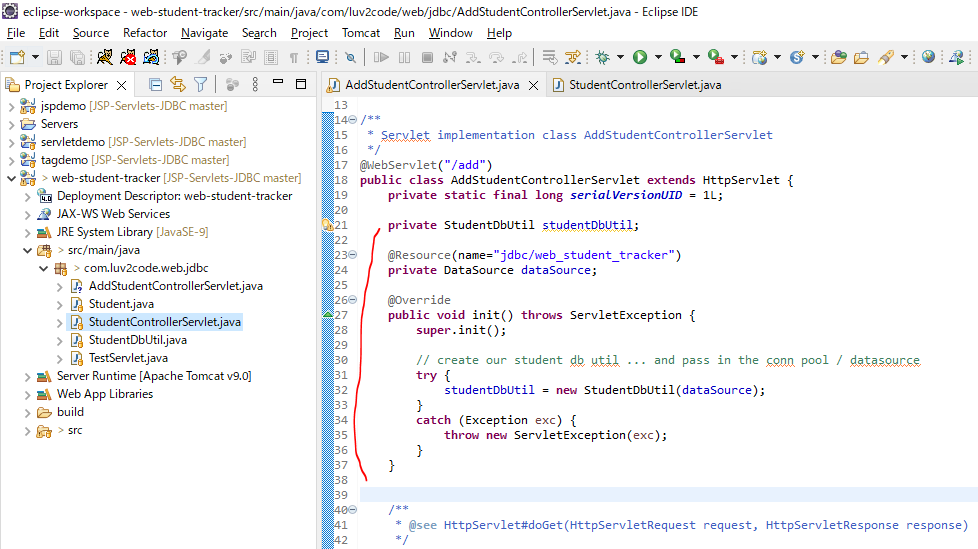 eclipse-workspace - web-student-tracker/src/main/java/com/luv2code/web/jdbc/AddStudentControllerServlet.java - Eclipse IDE
File Edit Source Refactor Navigate Search Project Tomcat Run Window Help
Project Explorer
jspdemo [JSP-Servlets-JDBC master]
Servers
servletdemo [JSP-Servlets-JDBC master]
tagdemo [JSP-Servlets-JDBC master]
> web-student-tracker [JSP-Servlets-JDBC master]
Deployment Descriptor: web-student-tracker
JAX-WS Web Services
JRE System Library [JavaSE-9]
> src/main/java
> com.luv2code.web.jdbc
AddStudentControllerServlet.java
Student.java
StudentControllerServlet.java
StudentDbUtil.java
TestServlet.java
Server Runtime [Apache Tomcat v9.0]
Web App Libraries
build
> src
AddStudentControllerServlet.java StudentControllerServlet.java
13
14 /**
15 * Servlet implementation class AddStudentControllerServlet
16 */
17 @WebServlet("/add")
18 public class AddStudentControllerServlet extends HttpServlet {
19 private static final long serialVersionUID = 1L;
20
21 private StudentDbUtil studentDbUtil;
22
23 @Resource(name="jdbc/web_student_tracker")
24 private DataSource dataSource;
25
26 @Override
27 public void init() throws ServletException {
28 super.init();
29
30 // create our student db util ... and pass in the conn pool / datasource
31 try {
32 studentDbUtil = new StudentDbUtil(dataSource);
33 }
34 catch (Exception exc) {
35 throw new ServletException(exc);
36 }
37 }
38
39
40 /**
41 * @see HttpServlet#doGet(HttpServletRequest request, HttpServletResponse response)
42 */